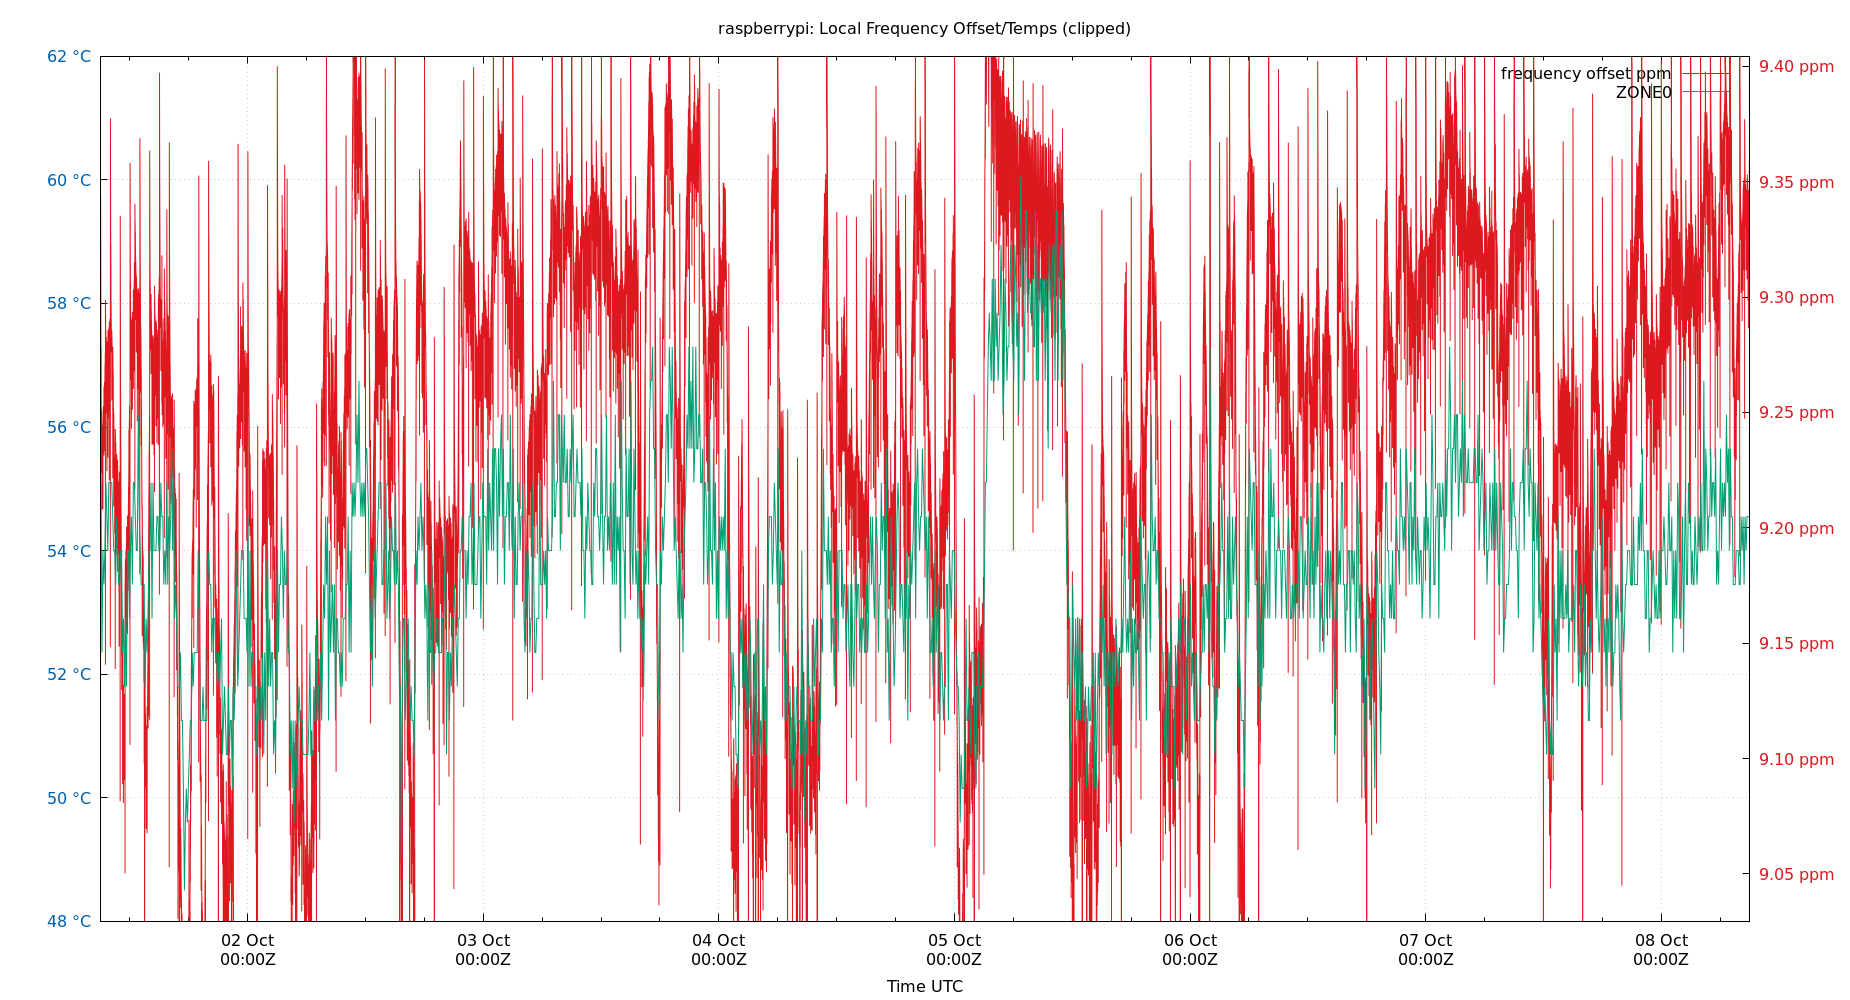 raspberrypi: Local Frequency Offset/Temps (clipped)
62 °C
60 °C
58 °C
56 °C
54 °C
52 °C
50 °C
48 °C
9.40 ppm
9.35 ppm
9.30 ppm
9.25 ppm
9.20 ppm
9.15 ppm
9.10 ppm
9.05 ppm
frequency offset ppm
ZONE0
02 Oct
00:00Z
03 Oct
00:00Z
04 Oct
00:00Z
05 Oct
00:00Z
06 Oct
00:00Z
07 Oct
00:00Z
08 Oct
00:00Z
Time UTC